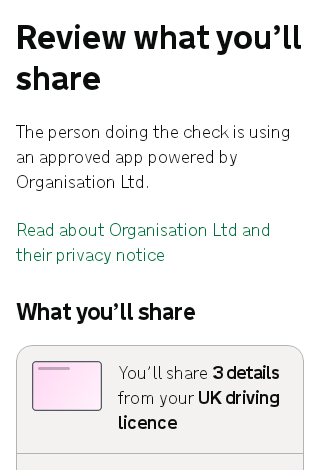 Review what you’ll
share
The person doing the check is using
an approved app powered by
Organisation Ltd.
Read about Organisation Ltd and
their privacy notice
What you’ll share
You’ll share 3 details
from your UK driving
licence